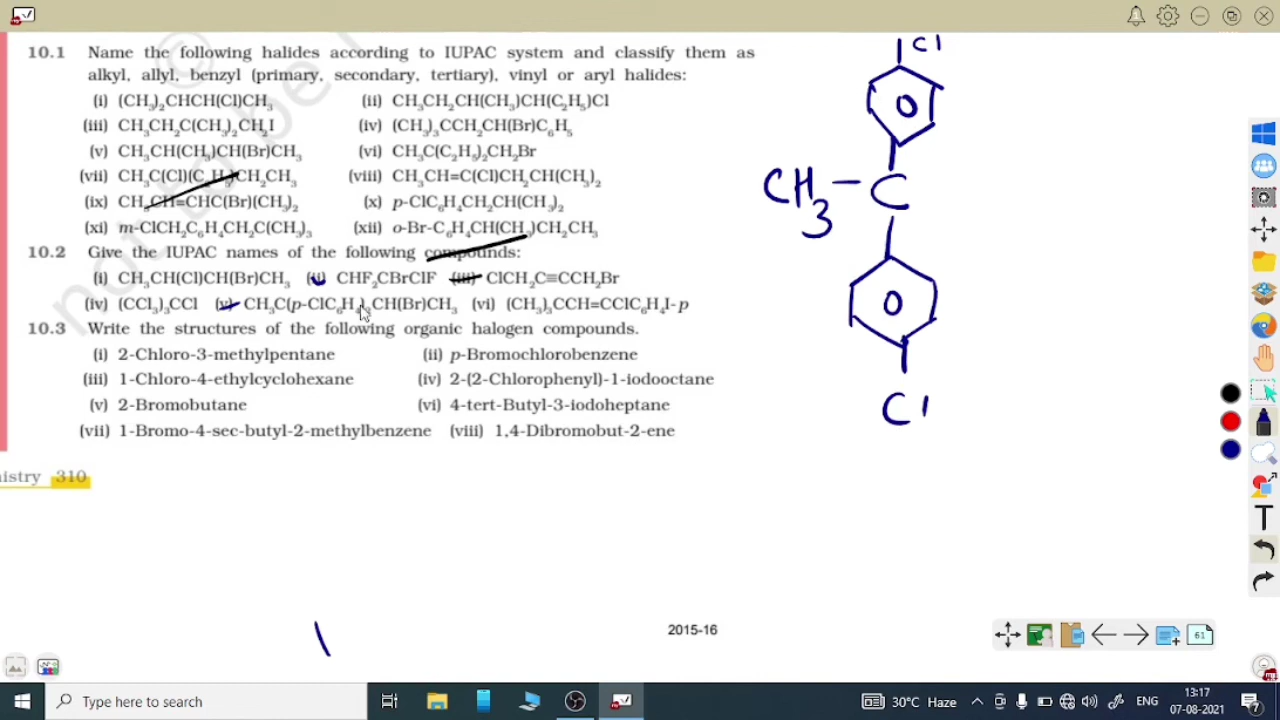 10.1 Name the following halides according to IUPAC system and classify them as
alkyl, allyl, benzyl (primary, secondary, tertiary), vinyl or aryl halides:
(i) (CH₃)₂CHCH(Cl)CH₃ (ii) CH₃CH₂CH(CH₃)CH(C₂H₅)Cl
(iii) CH₃CH₂C(CH₃)₂CH₂I (iv) (CH₃)₃CCH₂CH(Br)C₆H₅
(v) CH₃CH(CH₃)CH(Br)CH₃ (vi) CH₃C(C₂H₅)₂CH₂Br
(vii) CH₃C(Cl)(C₂H₅)CH₂CH₃ (viii) CH₃CH=C(Cl)CH₂CH(CH₃)₂
(ix) CH₃CH=CHC(Br)(CH₃)₂ (x) p-ClC₆H₄CH₂CH(CH₃)₂
(xi) m-ClCH₂C₆H₄CH₂C(CH₃)₃ (xii) o-Br-C₆H₄CH(CH₃)CH₂CH₃
10.2 Give the IUPAC names of the following compounds:
(i) CH₃CH(Cl)CH(Br)CH₃ (ii) CHF₂CBrClF (iii) ClCH₂C≡CCH₂Br
(iv) (CCl₃)₃CCl (v) CH₃C(p-ClC₆H₄)₂CH(Br)CH₃ (vi) (CH₃)₃CCH=CClC₆H₄I-p
10.3 Write the structures of the following organic halogen compounds.
(i) 2-Chloro-3-methylpentane (ii) p-Bromochlorobenzene
(iii) 1-Chloro-4-ethylcyclohexane (iv) 2-(2-Chlorophenyl)-1-iodooctane
(v) 2-Bromobutane (vi) 4-tert-Butyl-3-iodoheptane
(vii) 1-Bromo-4-sec-butyl-2-methylbenzene (viii) 1,4-Dibromobut-2-ene
istry 310
2015-16
not to be
Cl
CH₃ – C
Cl
61
T
Type here to search
30°C Haze
ENG
13:17
07-08-2021
7